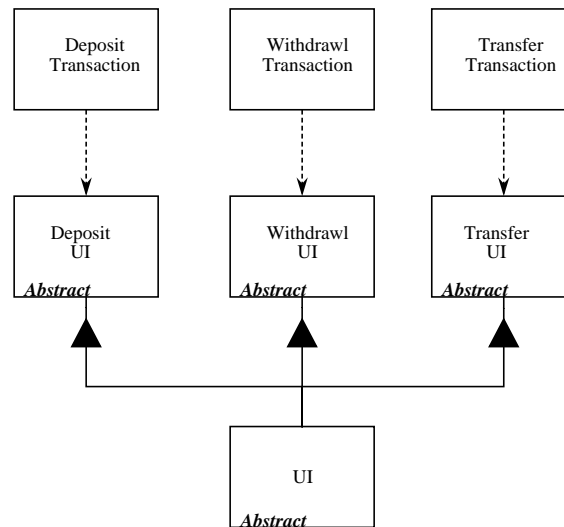 Deposit
Transaction
Withdrawl
Transaction
Transfer
Transaction
Deposit
UI
Abstract
Withdrawl
UI
Abstract
Transfer
UI
Abstract
UI
Abstract